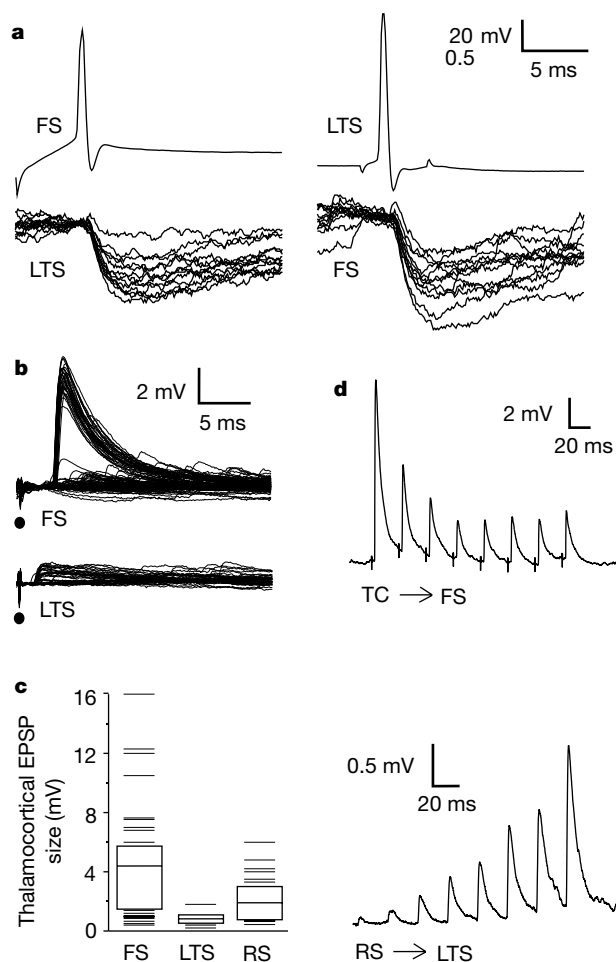 a
20 mV
0.5
5 ms
FS
LTS
LTS
FS
b
2 mV
5 ms
FS
LTS
d
2 mV
20 ms
TC → FS
c
Thalamocortical EPSP
size (mV)
16
12
8
4
0
FS LTS RS
0.5 mV
20 ms
RS → LTS